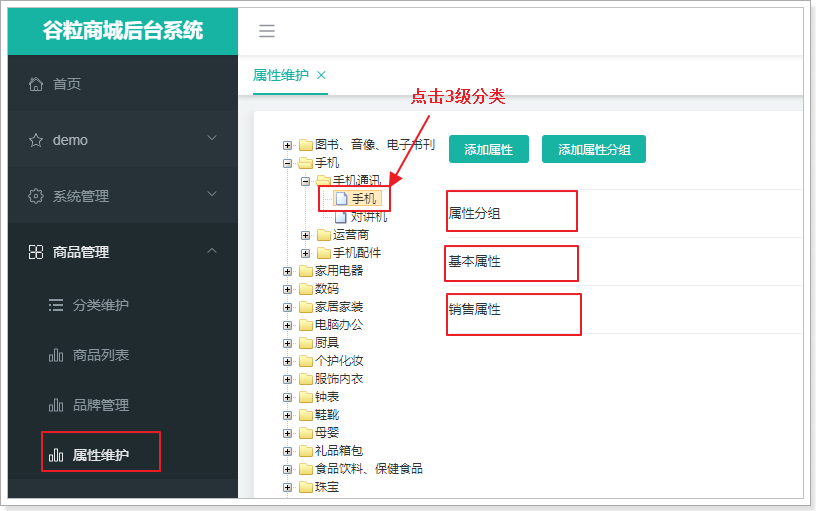 谷粒商城后台系统
首页
demo
系统管理
商品管理
分类维护
商品列表
品牌管理
属性维护
属性维护 ×
点击3级分类
图书、音像、电子书刊
手机
手机通讯
手机
对讲机
运营商
手机配件
家用电器
数码
家居家装
电脑办公
厨具
个护化妆
服饰内衣
钟表
鞋靴
母婴
礼品箱包
食品饮料、保健食品
珠宝
添加属性
添加属性分组
属性分组
基本属性
销售属性